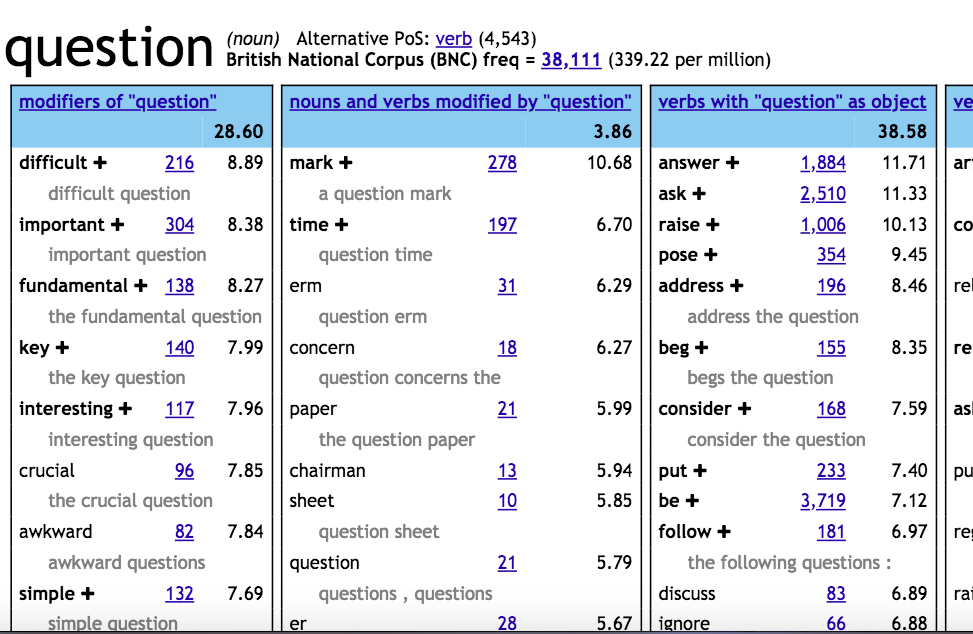 question (noun) Alternative PoS: verb (4,543)
British National Corpus (BNC) freq = 38,111 (339.22 per million)
modifiers of "question"
28.60
difficult + 216 8.89
difficult question
important + 304 8.38
important question
fundamental + 138 8.27
the fundamental question
key + 140 7.99
the key question
interesting + 117 7.96
interesting question
crucial 96 7.85
the crucial question
awkward 82 7.84
awkward questions
simple + 132 7.69
simple question
nouns and verbs modified by "question"
3.86
mark + 278 10.68
a question mark
time + 197 6.70
question time
erm 31 6.29
question erm
concern 18 6.27
question concerns the
paper 21 5.99
the question paper
chairman 13 5.94
sheet 10 5.85
question sheet
question 21 5.79
questions , questions
er 28 5.67
verbs with "question" as object
38.58
answer + 1,884 11.71
ask + 2,510 11.33
raise + 1,006 10.13
pose + 354 9.45
address + 196 8.46
address the question
beg + 155 8.35
begs the question
consider + 168 7.59
consider the question
put + 233 7.40
be + 3,719 7.12
follow + 181 6.97
the following questions :
discuss 83 6.89
ignore 66 6.88
ve
co
re
pu